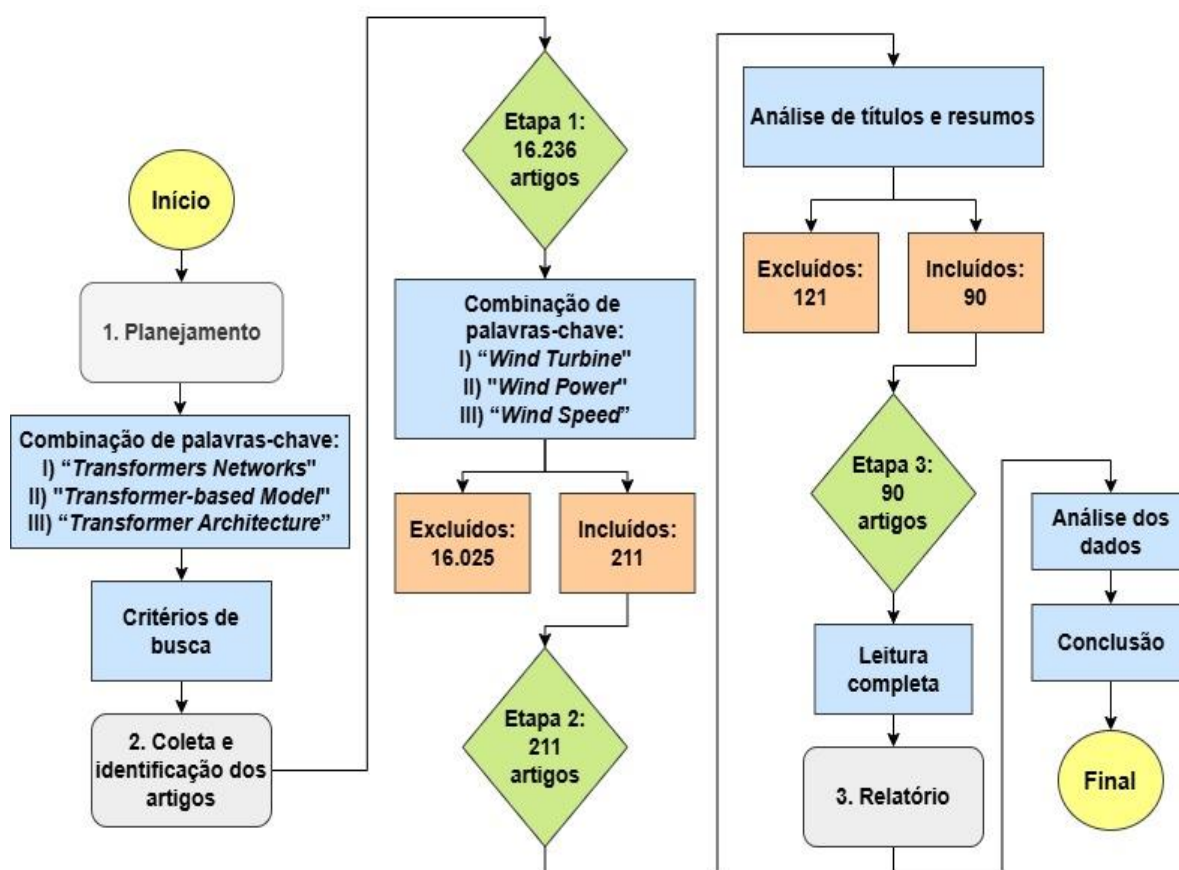 Início
1. Planejamento
Combinação de palavras-chave:
I) “Transformers Networks"
II) "Transformer-based Model"
III) “Transformer Architecture”
Critérios de
busca
2. Coleta e
identificação dos
artigos
Etapa 1:
16.236
artigos
Combinação de
palavras-chave:
I) “Wind Turbine"
II) "Wind Power"
III) “Wind Speed”
Excluídos:
16.025
Incluídos:
211
Etapa 2:
211
artigos
Análise de títulos e resumos
Excluídos:
121
Incluídos:
90
Etapa 3:
90
artigos
Leitura
completa
3. Relatório
Análise dos
dados
Conclusão
Final